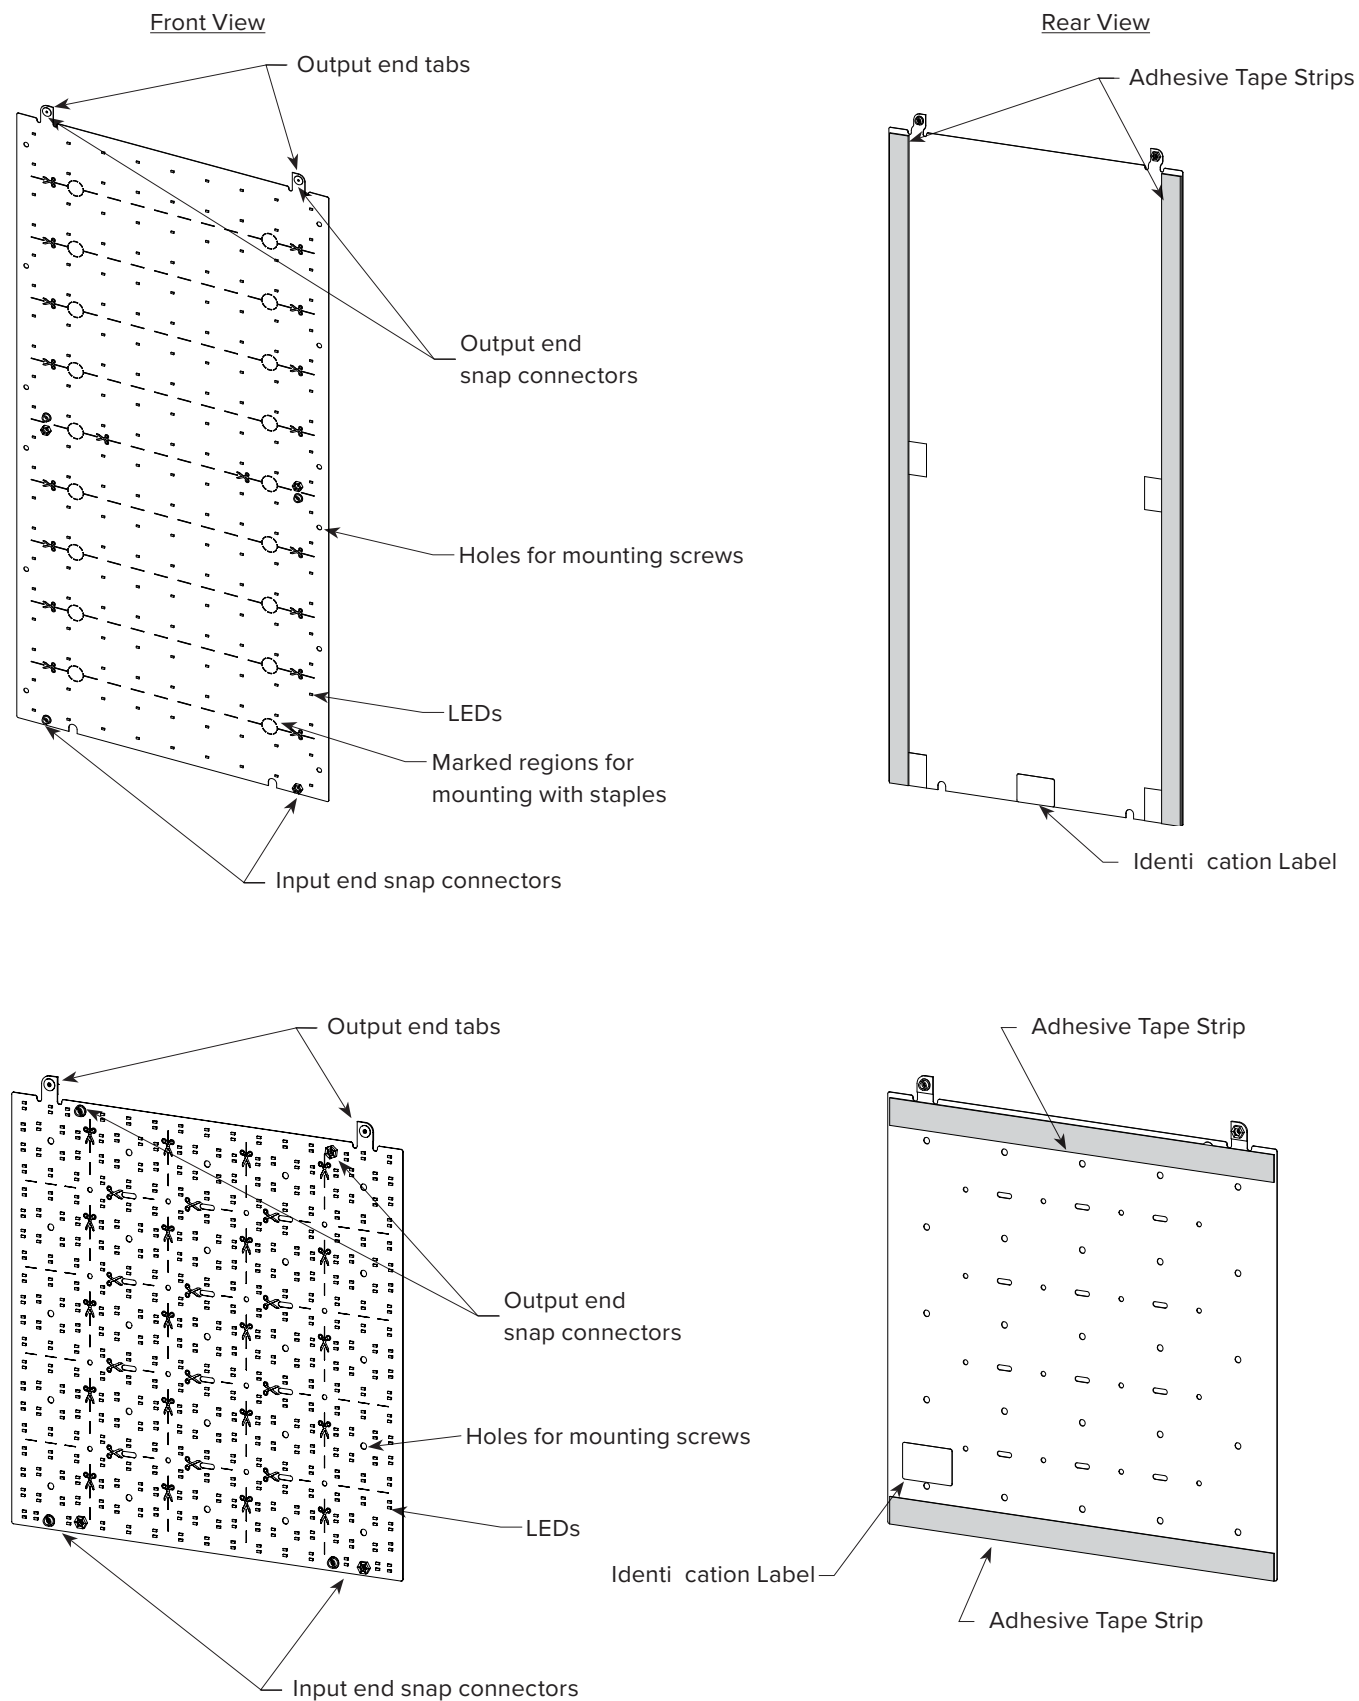 Front View
Rear View
Output end tabs
Adhesive Tape Strips
Output end
snap connectors
Holes for mounting screws
LEDs
Marked regions for
mounting with staples
Identi cation Label
Input end snap connectors
Output end tabs
Adhesive Tape Strip
Output end
snap connectors
Holes for mounting screws
LEDs
Identi cation Label
Adhesive Tape Strip
Input end snap connectors